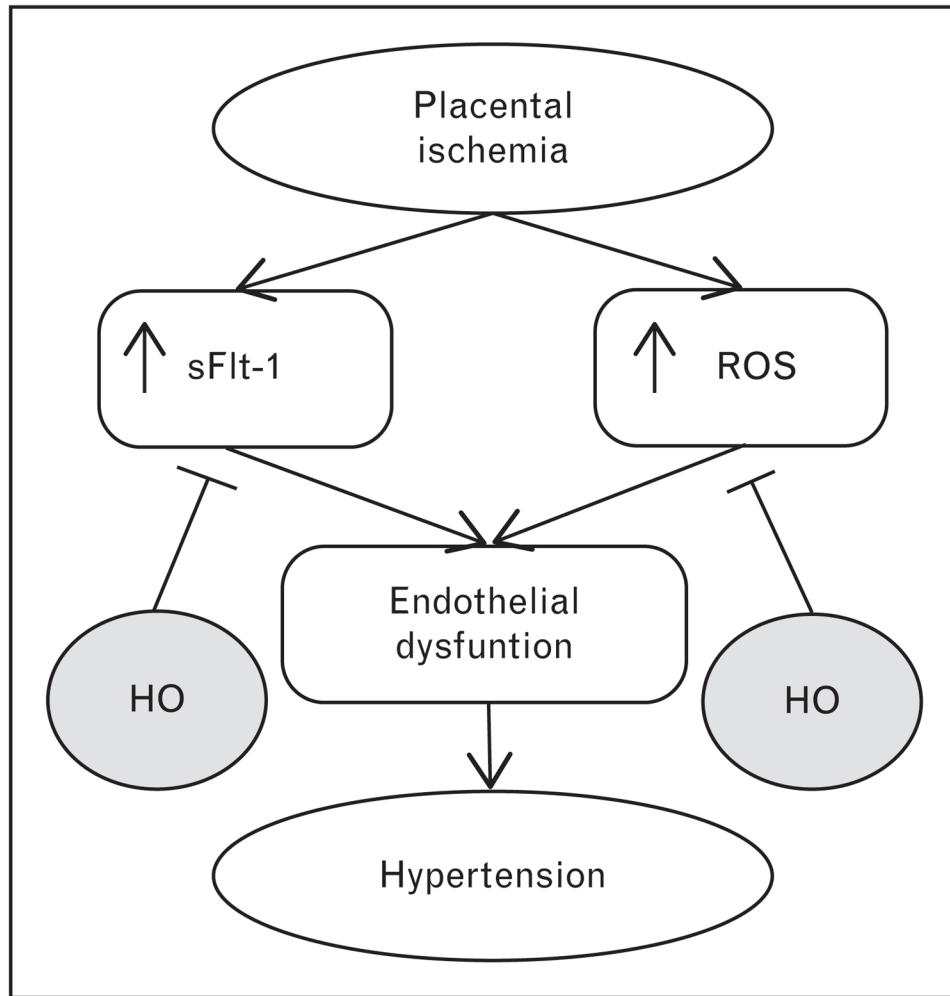 Placental
ischemia
↑ sFlt-1
↑ ROS
Endothelial
dysfuntion
HO
HO
Hypertension